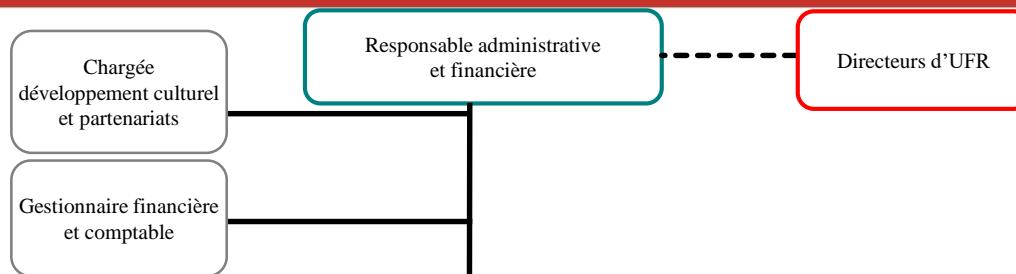 Responsable administrative
et financière
Directeurs d’UFR
Chargée
développement culturel
et partenariats
Gestionnaire financière
et comptable